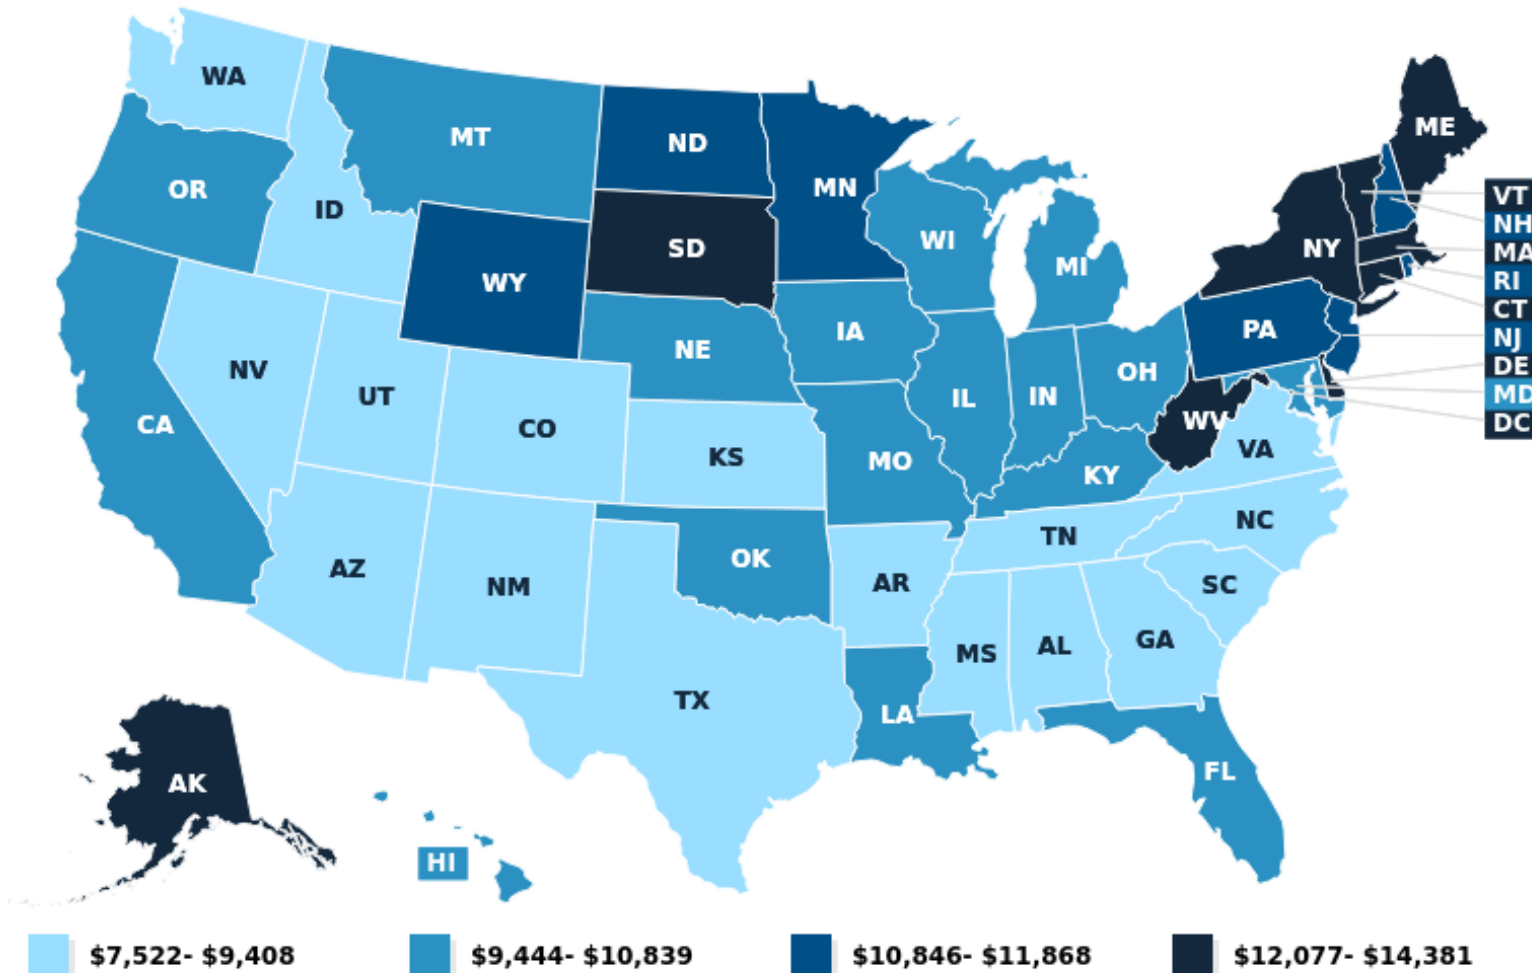 WA
MT
ND
MN
ME
OR
ID
WY
SD
WI
MI
NY
VT
NH
MA
RI
CT
NJ
DE
MD
DC
NV
UT
CO
NE
IA
IL
IN
OH
PA
CA
KS
MO
KY
WV
VA
AZ
NM
OK
AR
TN
NC
SC
TX
LA
MS
AL
GA
FL
AK
HI
$7,522- $9,408
$9,444- $10,839
$10,846- $11,868
$12,077- $14,381